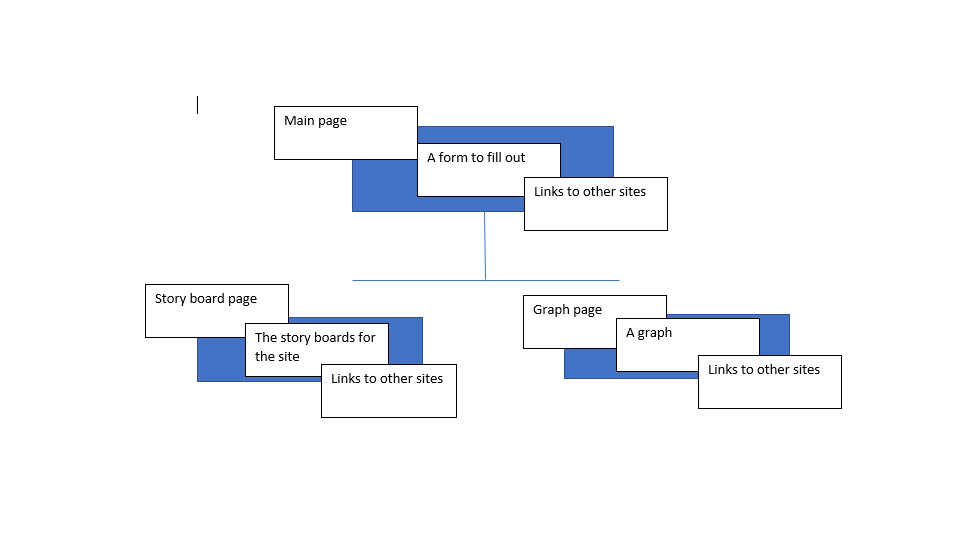 Main page
A form to fill out
Links to other sites
Story board page
The story boards for
the site
Links to other sites
Graph page
A graph
Links to other sites